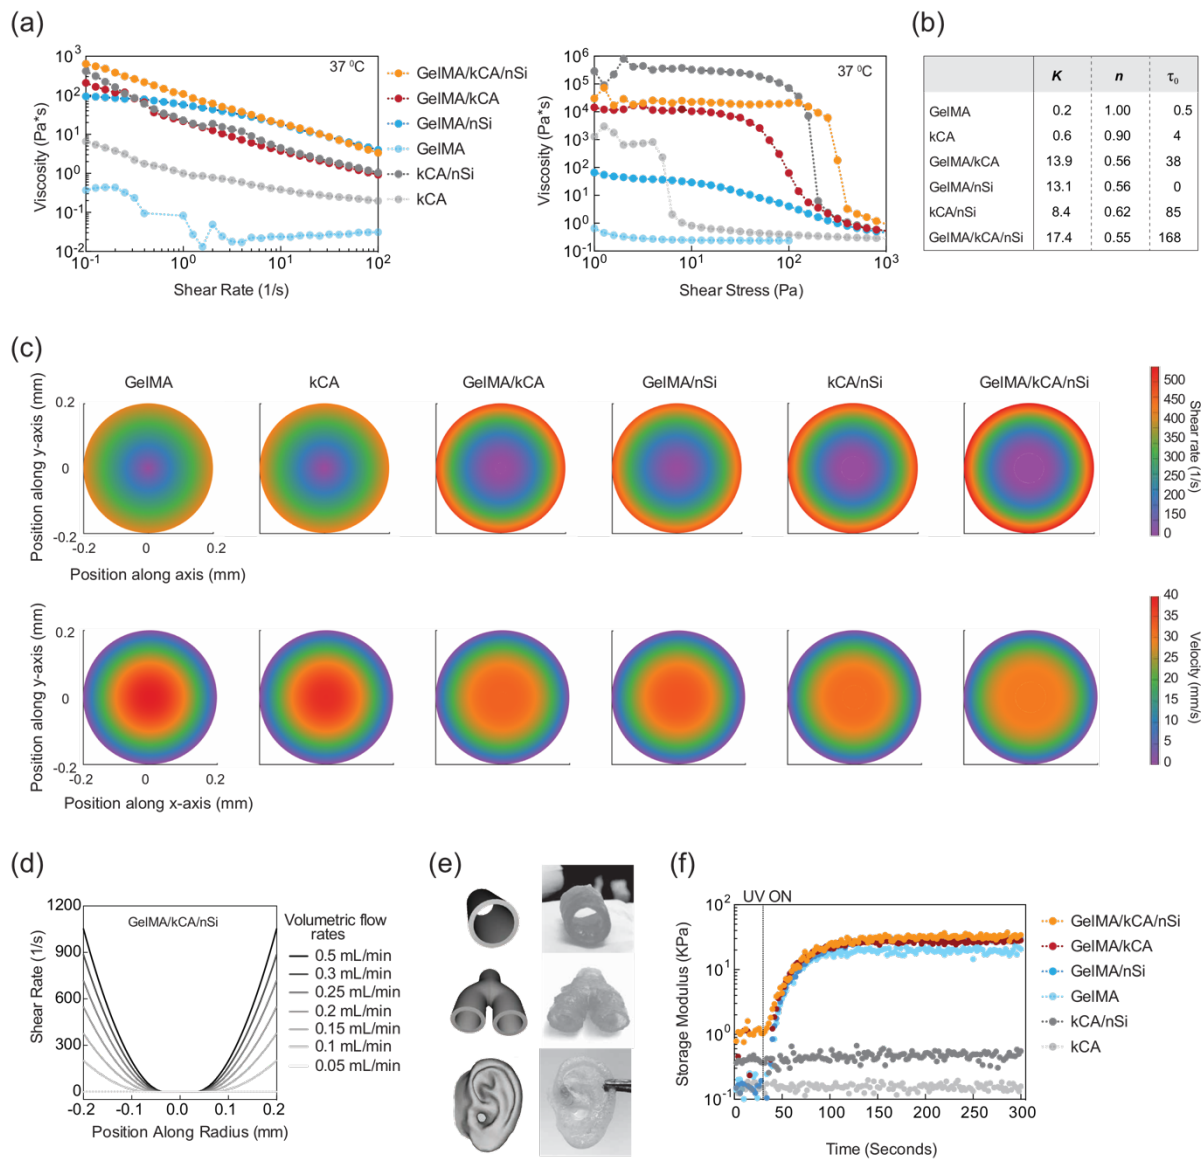 (a)
10³
10²
10¹
10⁰
10⁻¹
10⁻²
Viscosity (Pa*s)
37 ⁰C
10⁻¹
10⁰
10¹
10²
Shear Rate (1/s)
GelMA/kCA/nSi
GelMA/kCA
GelMA/nSi
GelMA
kCA/nSi
kCA
10⁶
10⁵
10⁴
10³
10²
10¹
10⁰
10⁻¹
Viscosity (Pa*s)
37 ⁰C
10⁰
10¹
10²
10³
Shear Stress (Pa)
(b)
K n τ₀
GelMA 0.2 1.00 0.5
kCA 0.6 0.90 4
GelMA/kCA 13.9 0.56 38
GelMA/nSi 13.1 0.56 0
kCA/nSi 8.4 0.62 85
GelMA/kCA/nSi 17.4 0.55 168
(c)
GelMA kCA GelMA/kCA GelMA/nSi kCA/nSi GelMA/kCA/nSi
Position along y-axis (mm)
0.2
0
-0.2
-0.2 0 0.2
Position along axis (mm)
500
450
400
350
300
250
200
150
0
Shear rate (1/s)
Position along y-axis (mm)
0.2
0
-0.2
-0.2 0 0.2
Position along x-axis (mm)
40
35
30
25
20
15
10
5
0
Velocity (mm/s)
(d)
1200
900
600
300
0
Shear Rate (1/s)
GelMA/kCA/nSi
-0.2 -0.1 0.0 0.1 0.2
Position Along Radius (mm)
Volumetric flow
rates
0.5 mL/min
0.3 mL/min
0.25 mL/min
0.2 mL/min
0.15 mL/min
0.1 mL/min
0.05 mL/min
(e)
(f)
UV ON
10²
10¹
10⁰
10⁻¹
Storage Modulus (KPa)
0 50 100 150 200 250 300
Time (Seconds)
GelMA/kCA/nSi
GelMA/kCA
GelMA/nSi
GelMA
kCA/nSi
kCA